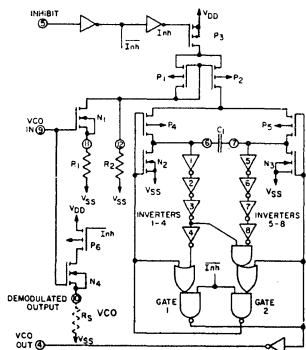 INHIBIT
5
Inh
Inh
VDD
P3
P1
P2
VCO
IN 9
N1
11
R1
VSS
12
R2
VSS
P4
N2
VSS
6
C1
7
P5
N3
VSS
1
2
3
4
5
6
7
8
INVERTERS
1-4
INVERTERS
5-8
VDD
P6
Inh
N4
10
DEMODULATED
OUTPUT
RS
VSS
VCO
Inh
GATE
1
GATE
2
VCO
OUT 4